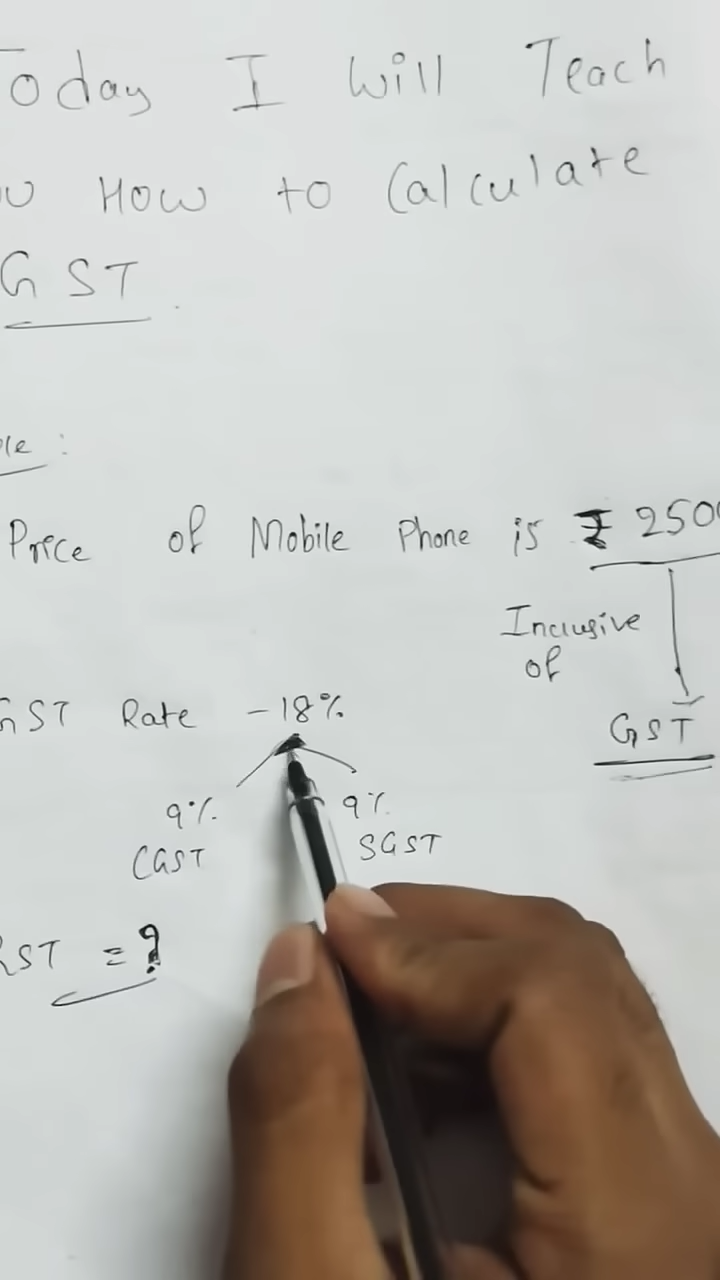 Today I Will Teach
How to Calculate
GST
:
Price of Mobile Phone is ₹ 250
Inclusive
of
GST
GST Rate - 18%
9% 9%
CGST SGST
GST = ?